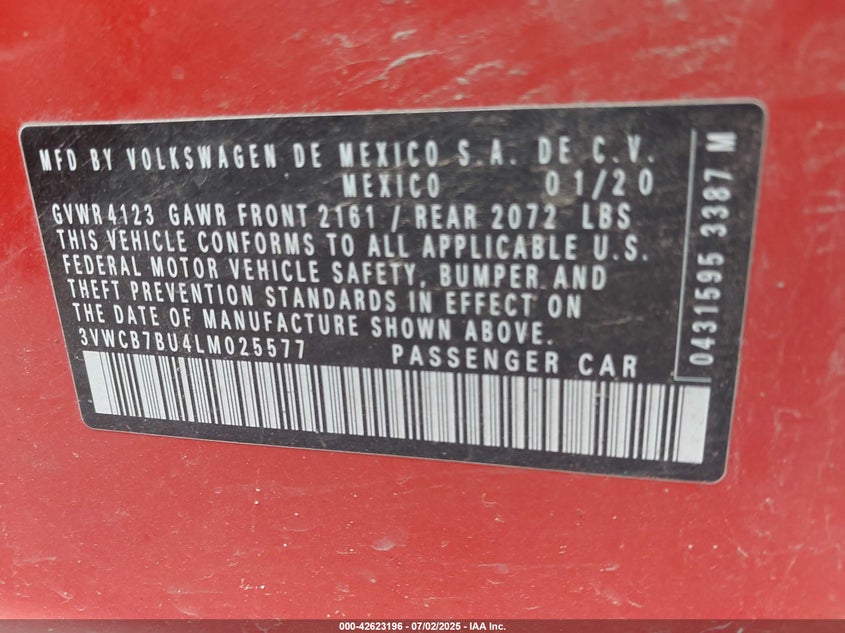 MFD BY VOLKSWAGEN DE MEXICO S.A. DE C.V.
MEXICO 01/20
GVWR 4123 GAWR FRONT 2161 / REAR 2072 LBS
THIS VEHICLE CONFORMS TO ALL APPLICABLE U.S.
FEDERAL MOTOR VEHICLE SAFETY, BUMPER AND
THEFT PREVENTION STANDARDS IN EFFECT ON
THE DATE OF MANUFACTURE SHOWN ABOVE.
3VWCB7BU4LM025577 PASSENGER CAR
0431595 3387 M
000-42623196 - 07/02/2025 - IAA Inc.